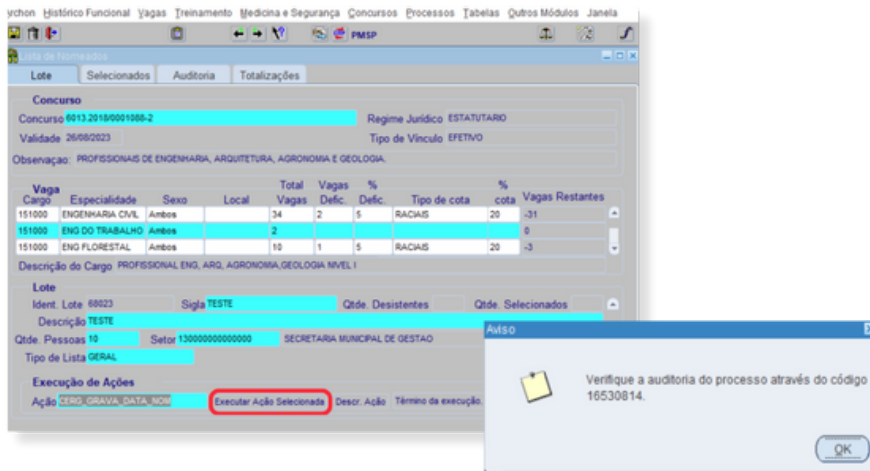 ychon Histórico Funcional Vagas Treinamento Medicina e Segurança Concursos Processos Tabelas Outros Módulos Janela
PMSP
Lista de Nomeados
Lote Selecionados Auditoria Totalizações
Concurso
Concurso 6013.2018/0001088-2 Regime Jurídico ESTATUTARIO
Validade 26/08/2023 Tipo de Vínculo EFETIVO
Observaçao: PROFISSIONAIS DE ENGENHARIA, ARQUITETURA, AGRONOMIA E GEOLOGIA.
Vaga
Cargo Especialidade Sexo Local Total Vagas Vagas Defic. % Defic. Tipo de cota % cota Vagas Restantes
151000 ENGENHARIA CIVIL Ambos 34 2 5 RACIAIS 20 -31
151000 ENG DO TRABALHO Ambos 2 0
151000 ENG FLORESTAL Ambos 10 1 5 RACIAIS 20 -3
Descrição do Cargo PROFISSIONAL ENG, ARQ, AGRONOMIA,GEOLOGIA NIVEL I
Lote
Ident. Lote 68023 Sigla TESTE Qtde. Desistentes Qtde. Selecionados
Descrição TESTE
Qtde. Pessoas 10 Setor 130000000000000 SECRETARIA MUNICIPAL DE GESTAO
Tipo de Lista GERAL
Execução de Ações
Ação CERG_GRAVA_DATA_NOM Executar Ação Selecionada Descr. Ação Término da execução.
Aviso
Verifique a auditoria do processo através do código
16530814.
OK